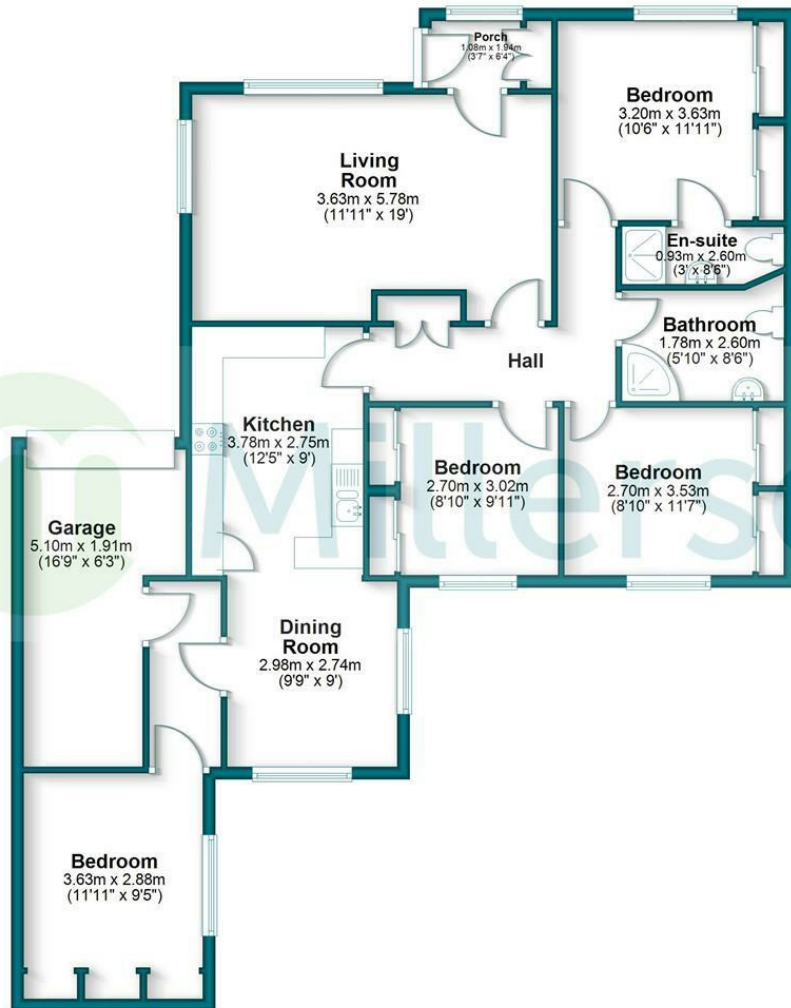 Porch
1.08m x 1.94m
(3'7" x 6'4")
Bedroom
3.20m x 3.63m
(10'6" x 11'11")
Living
Room
3.63m x 5.78m
(11'11" x 19')
En-suite
0.93m x 2.60m
(3' x 8'6")
Bathroom
1.78m x 2.60m
(5'10" x 8'6")
Hall
Kitchen
3.78m x 2.75m
(12'5" x 9')
Bedroom
2.70m x 3.02m
(8'10" x 9'11")
Bedroom
2.70m x 3.53m
(8'10" x 11'7")
Garage
5.10m x 1.91m
(16'9" x 6'3")
Dining
Room
2.98m x 2.74m
(9'9" x 9')
Bedroom
3.63m x 2.88m
(11'11" x 9'5")
m Millerso